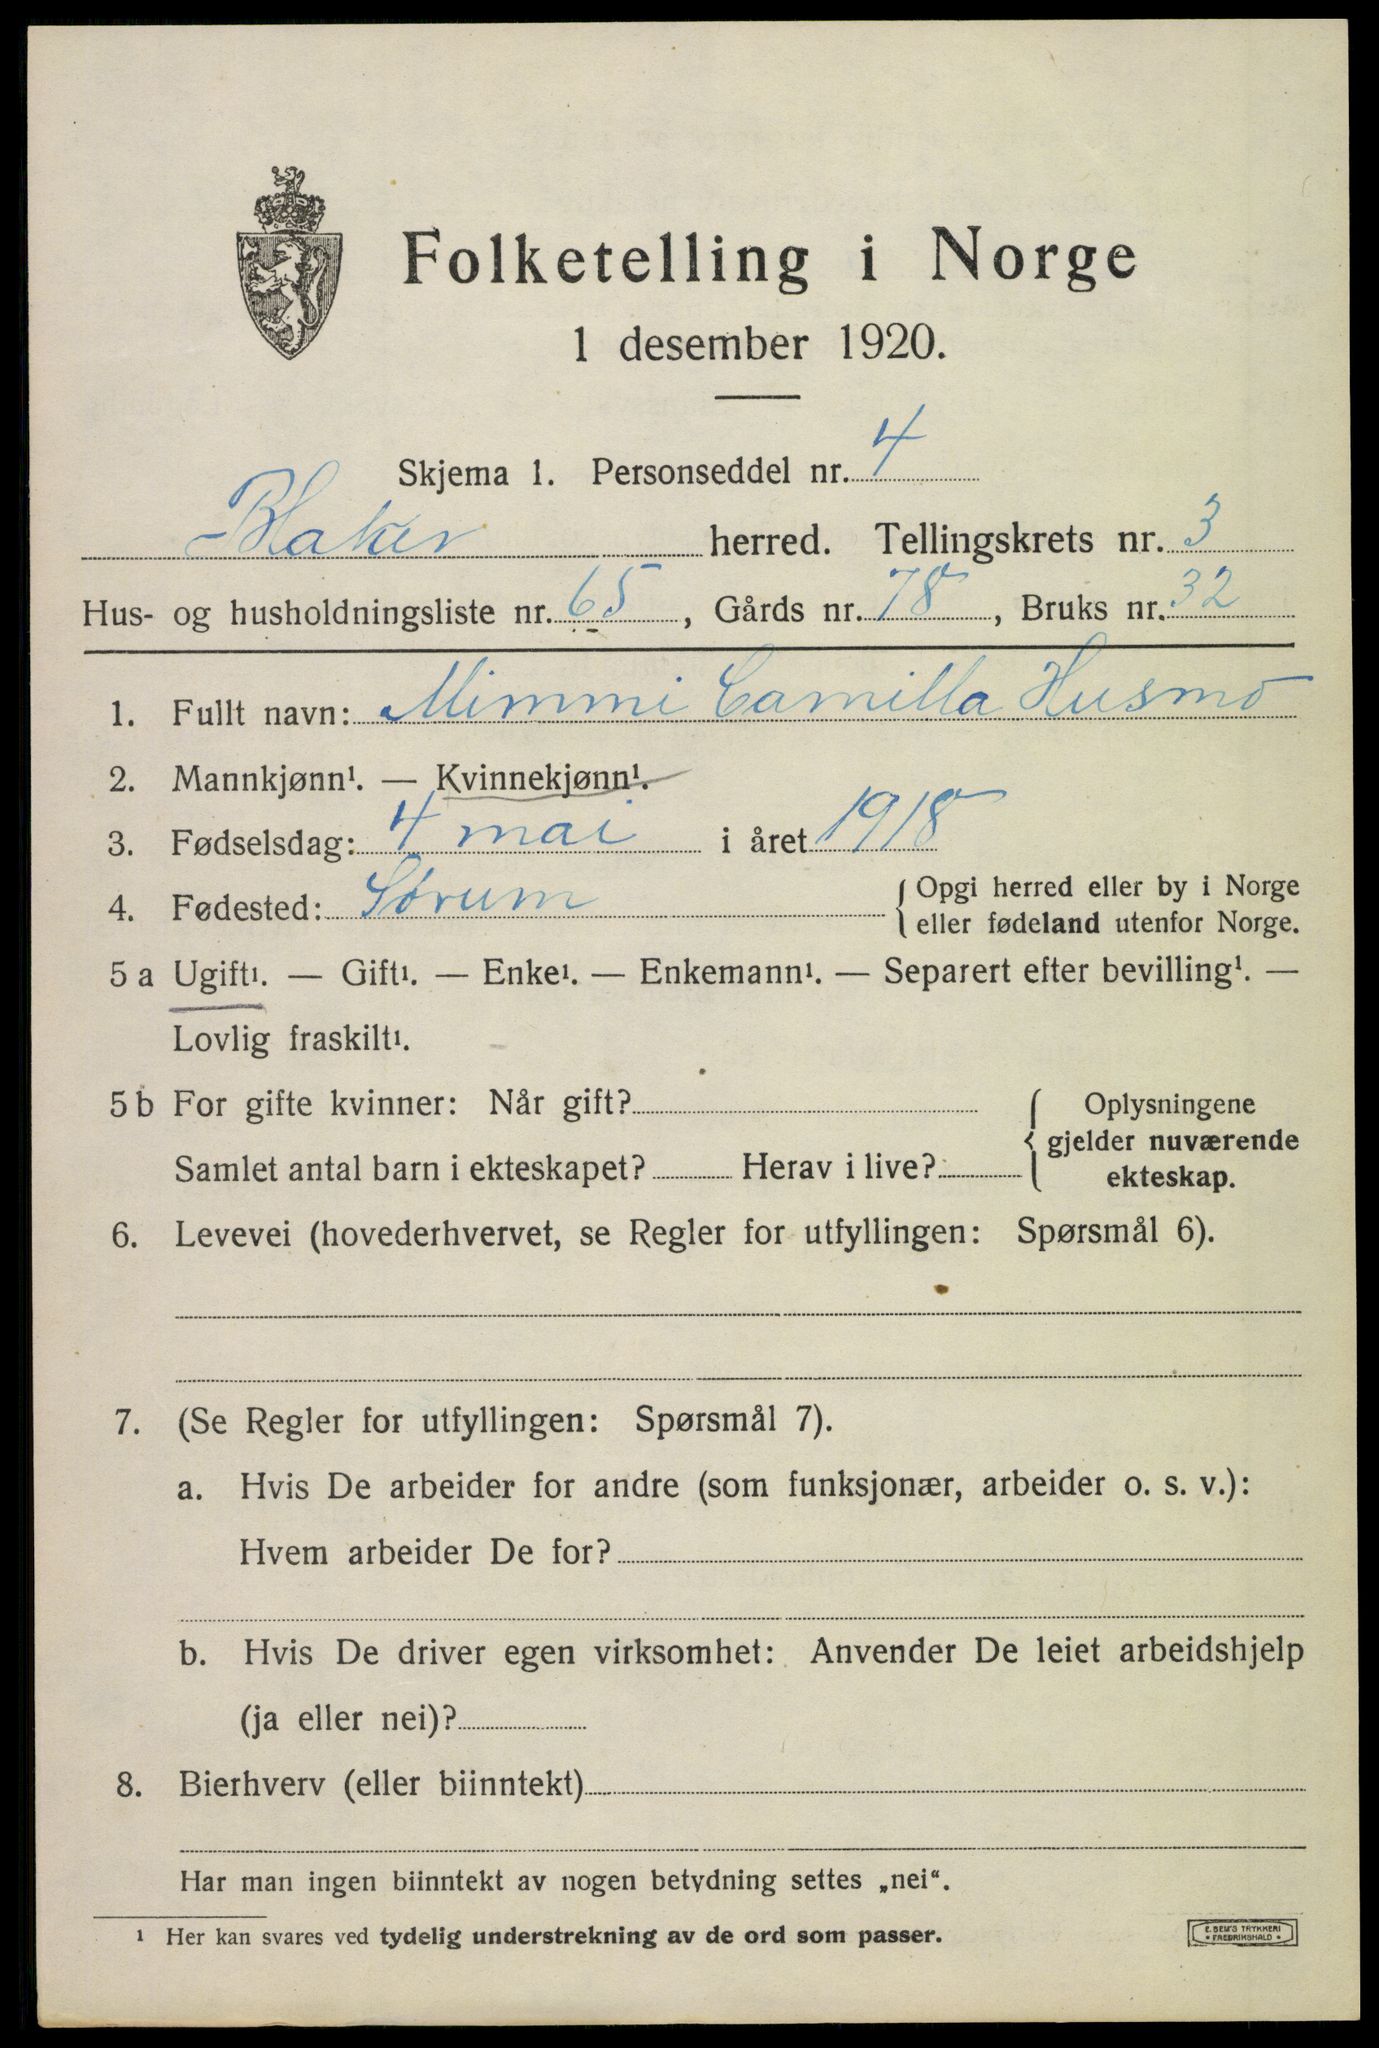 Folketelling i Norge
1 desember 1920.
Skjema 1. Personseddel nr. 4
Blaker herred. Tellingskrets nr. 3
Hus- og husholdningsliste nr. 65, Gårds nr. 78, Bruks nr. 32
1. Fullt navn: Mimmi Camilla Husmo
2. Mannkjønn¹. — Kvinnekjønn¹.
3. Fødselsdag: 4 mai i året 1918
4. Fødested: Sørum { Opgi herred eller by i Norge
eller fødeland utenfor Norge.
5 a Ugift¹. — Gift¹. — Enke¹. — Enkemann¹. — Separert efter bevilling¹. —
Lovlig fraskilt¹.
5 b For gifte kvinner: Når gift? { Oplysningene
gjelder nuværende
Samlet antal barn i ekteskapet? Herav i live? ekteskap.
6. Levevei (hovederhvervet, se Regler for utfyllingen: Spørsmål 6).
7. (Se Regler for utfyllingen: Spørsmål 7).
a. Hvis De arbeider for andre (som funksjonær, arbeider o. s. v.):
Hvem arbeider De for?
b. Hvis De driver egen virksomhet: Anvender De leiet arbeidshjelp
(ja eller nei)?
8. Bierhverv (eller biinntekt)
Har man ingen biinntekt av nogen betydning settes „nei“.
¹ Her kan svares ved tydelig understrekning av de ord som passer.
E. SEM'S TRYKKERI
• FREDRIKSHALD •